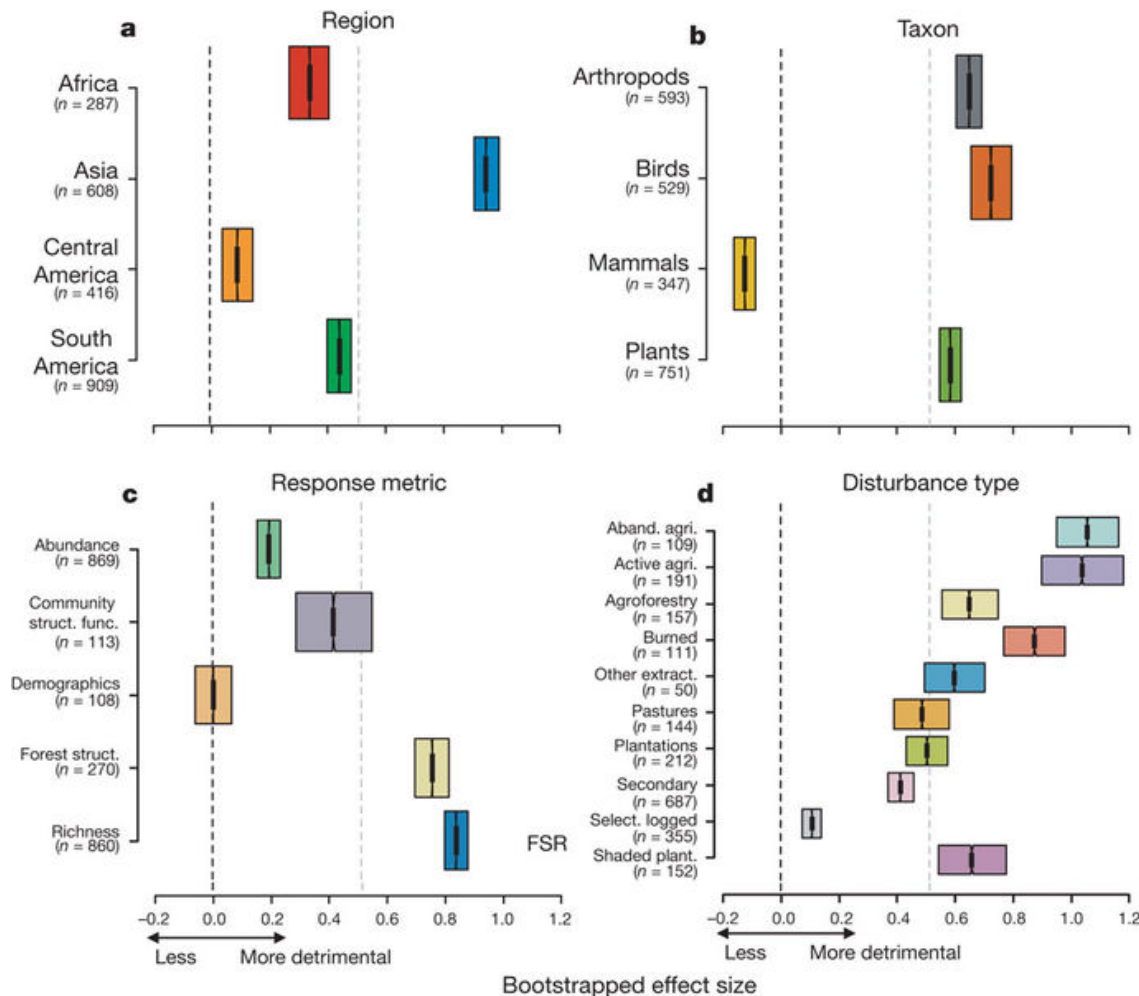 a
Region
Africa
(n = 287)
Asia
(n = 608)
Central
America
(n = 416)
South
America
(n = 909)
b
Taxon
Arthropods
(n = 593)
Birds
(n = 529)
Mammals
(n = 347)
Plants
(n = 751)
c
Response metric
Abundance
(n = 869)
Community
struct. func.
(n = 113)
Demographics
(n = 108)
Forest struct.
(n = 270)
Richness
(n = 860)
FSR
−0.2 0.0 0.2 0.4 0.6 0.8 1.0 1.2
Less More detrimental
d
Disturbance type
Aband. agri.
(n = 109)
Active agri.
(n = 191)
Agroforestry
(n = 157)
Burned
(n = 111)
Other extract.
(n = 50)
Pastures
(n = 144)
Plantations
(n = 212)
Secondary
(n = 687)
Select. logged
(n = 355)
Shaded plant.
(n = 152)
−0.2 0.0 0.2 0.4 0.6 0.8 1.0 1.2
Less More detrimental
Bootstrapped effect size